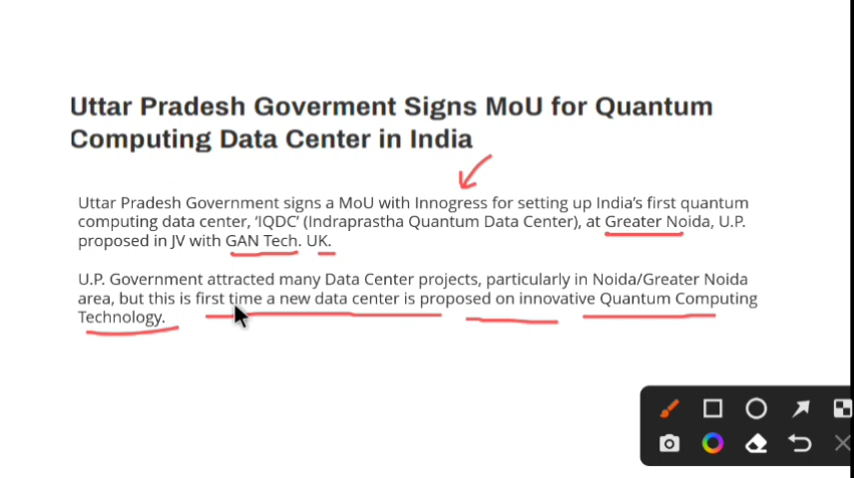 Uttar Pradesh Goverment Signs MoU for Quantum
Computing Data Center in India
Uttar Pradesh Government signs a MoU with Innogress for setting up India’s first quantum
computing data center, ‘IQDC’ (Indraprastha Quantum Data Center), at Greater Noida, U.P.
proposed in JV with GAN Tech. UK.
U.P. Government attracted many Data Center projects, particularly in Noida/Greater Noida
area, but this is first time a new data center is proposed on innovative Quantum Computing
Technology.